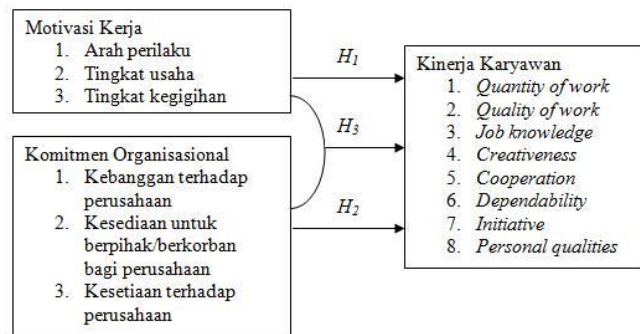 Motivasi Kerja
1. Arah perilaku
2. Tingkat usaha
3. Tingkat kegigihan
Komitmen Organisasional
1. Kebanggan terhadap
perusahaan
2. Kesediaan untuk
berpihak/berkorban
bagi perusahaan
3. Kesetiaan terhadap
perusahaan
H1
H3
H2
Kinerja Karyawan
1. Quantity of work
2. Quality of work
3. Job knowledge
4. Creativeness
5. Cooperation
6. Dependability
7. Initiative
8. Personal qualities